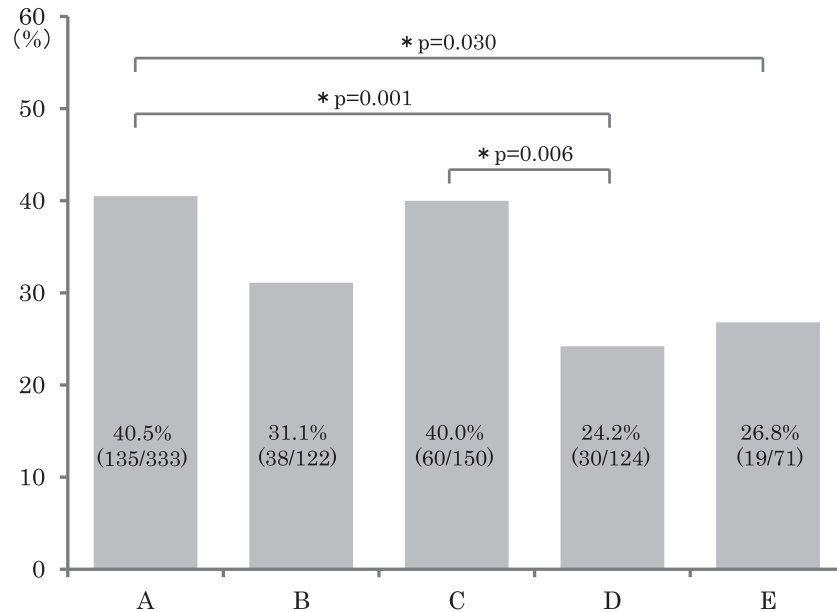 60
(%)
50
40
30
20
10
0
* p=0.030
* p=0.001
* p=0.006
40.5%
(135/333)
31.1%
(38/122)
40.0%
(60/150)
24.2%
(30/124)
26.8%
(19/71)
A
B
C
D
E